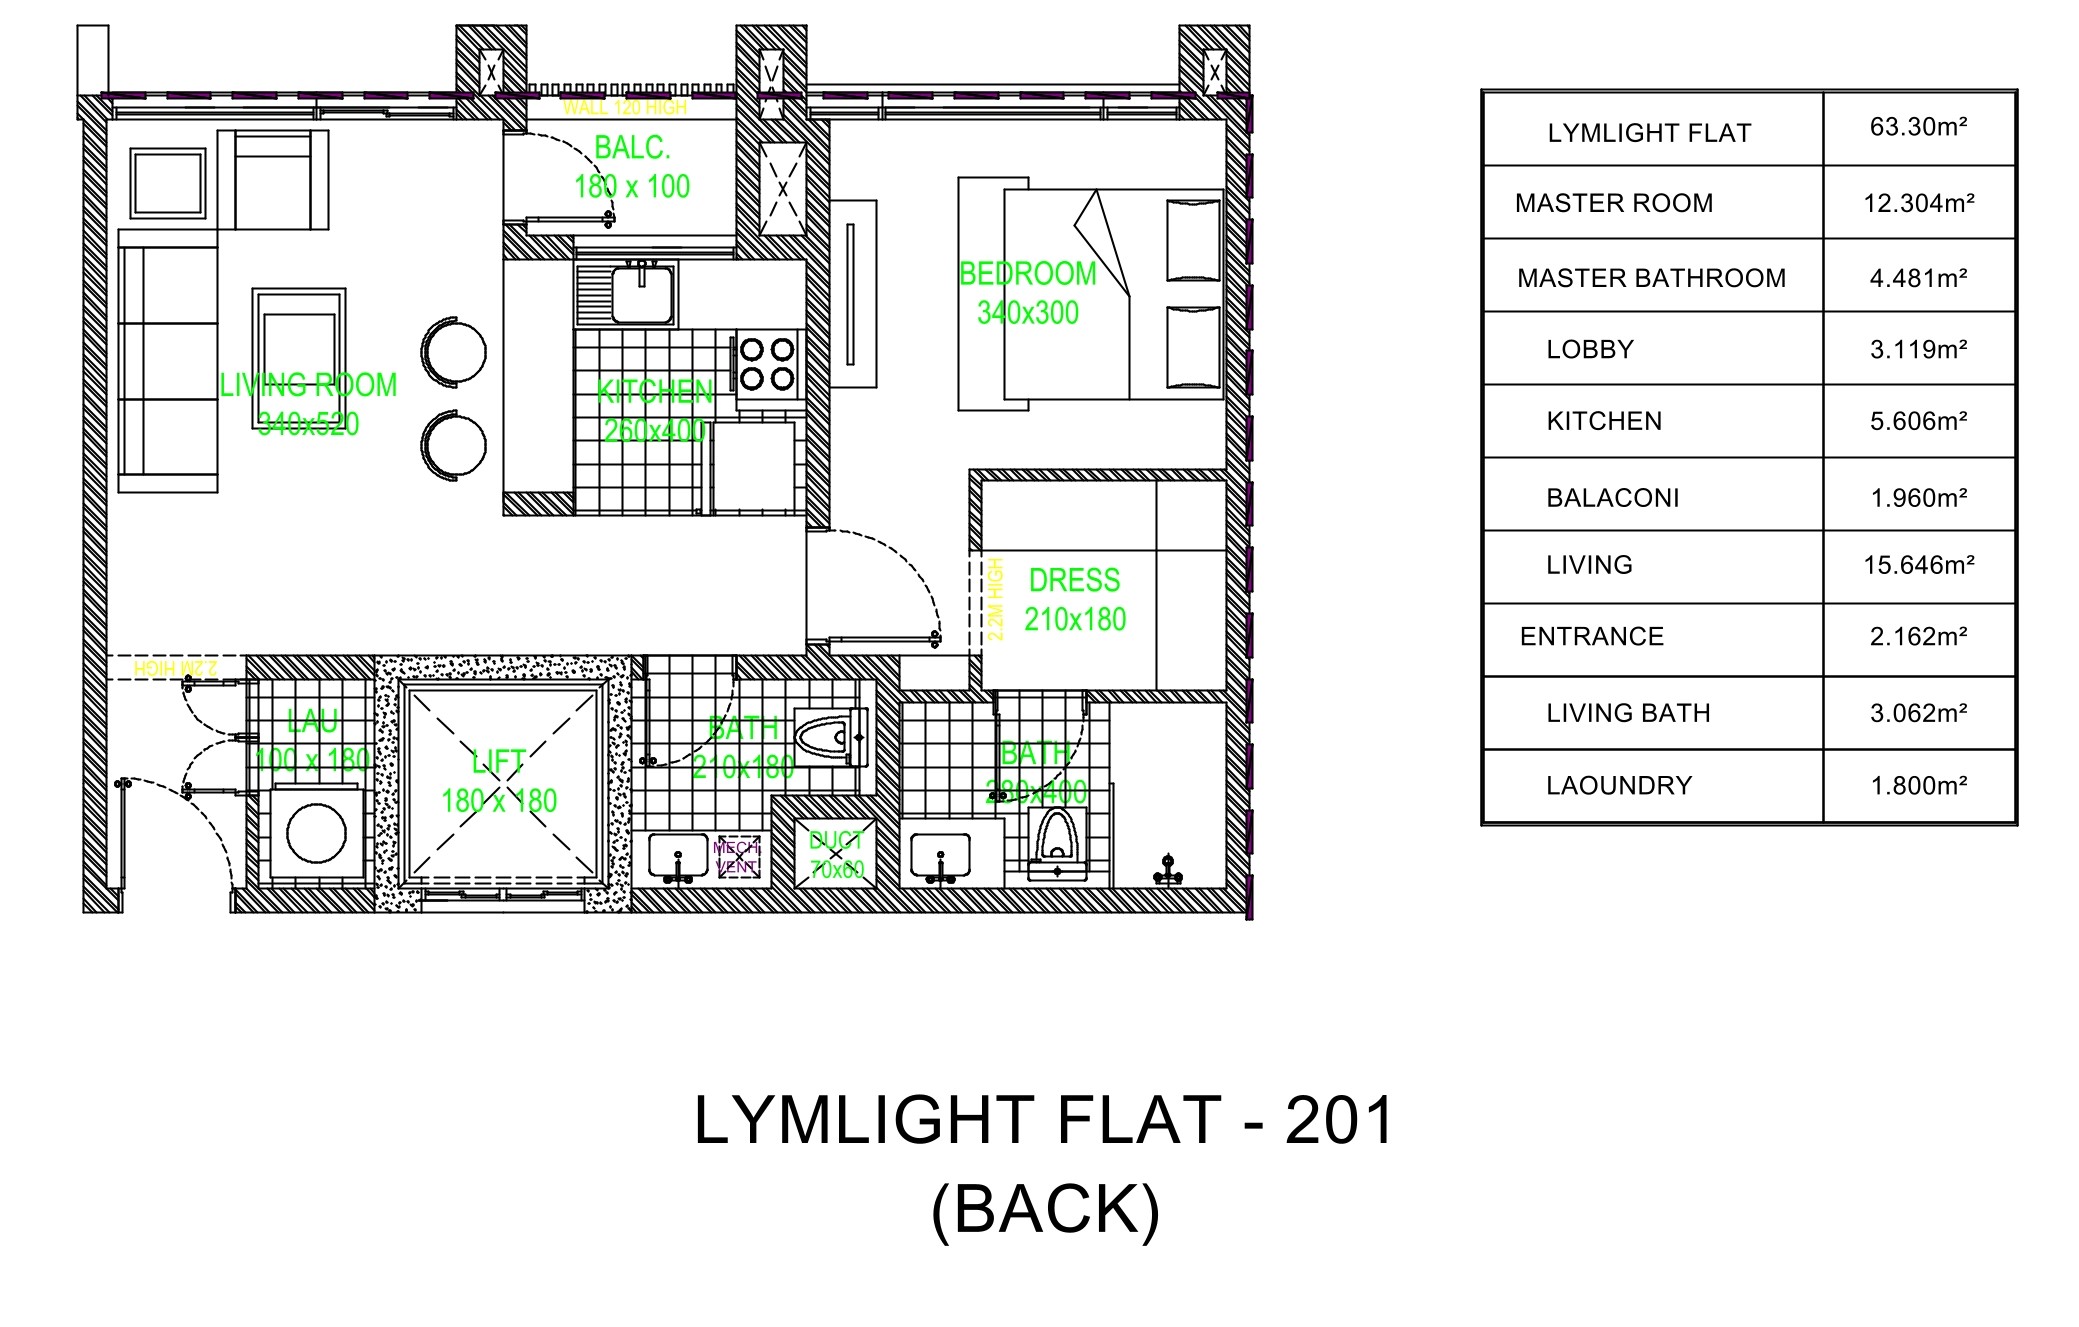 WALL 120 HIGH
BALC.
180 x 100
BEDROOM
340x300
LIVING ROOM
340x520
KITCHEN
260x400
DRESS
210x180
2.2M HIGH
2.2M HIGH
LAU
100 x 180
LIFT
180 x 180
BATH
210x180
BATH
280x400
MECH.
VENT.
DUCT
70x60
LYMLIGHT FLAT 63.30m²
MASTER ROOM 12.304m²
MASTER BATHROOM 4.481m²
LOBBY 3.119m²
KITCHEN 5.606m²
BALACONI 1.960m²
LIVING 15.646m²
ENTRANCE 2.162m²
LIVING BATH 3.062m²
LAOUNDRY 1.800m²
LYMLIGHT FLAT - 201
(BACK)